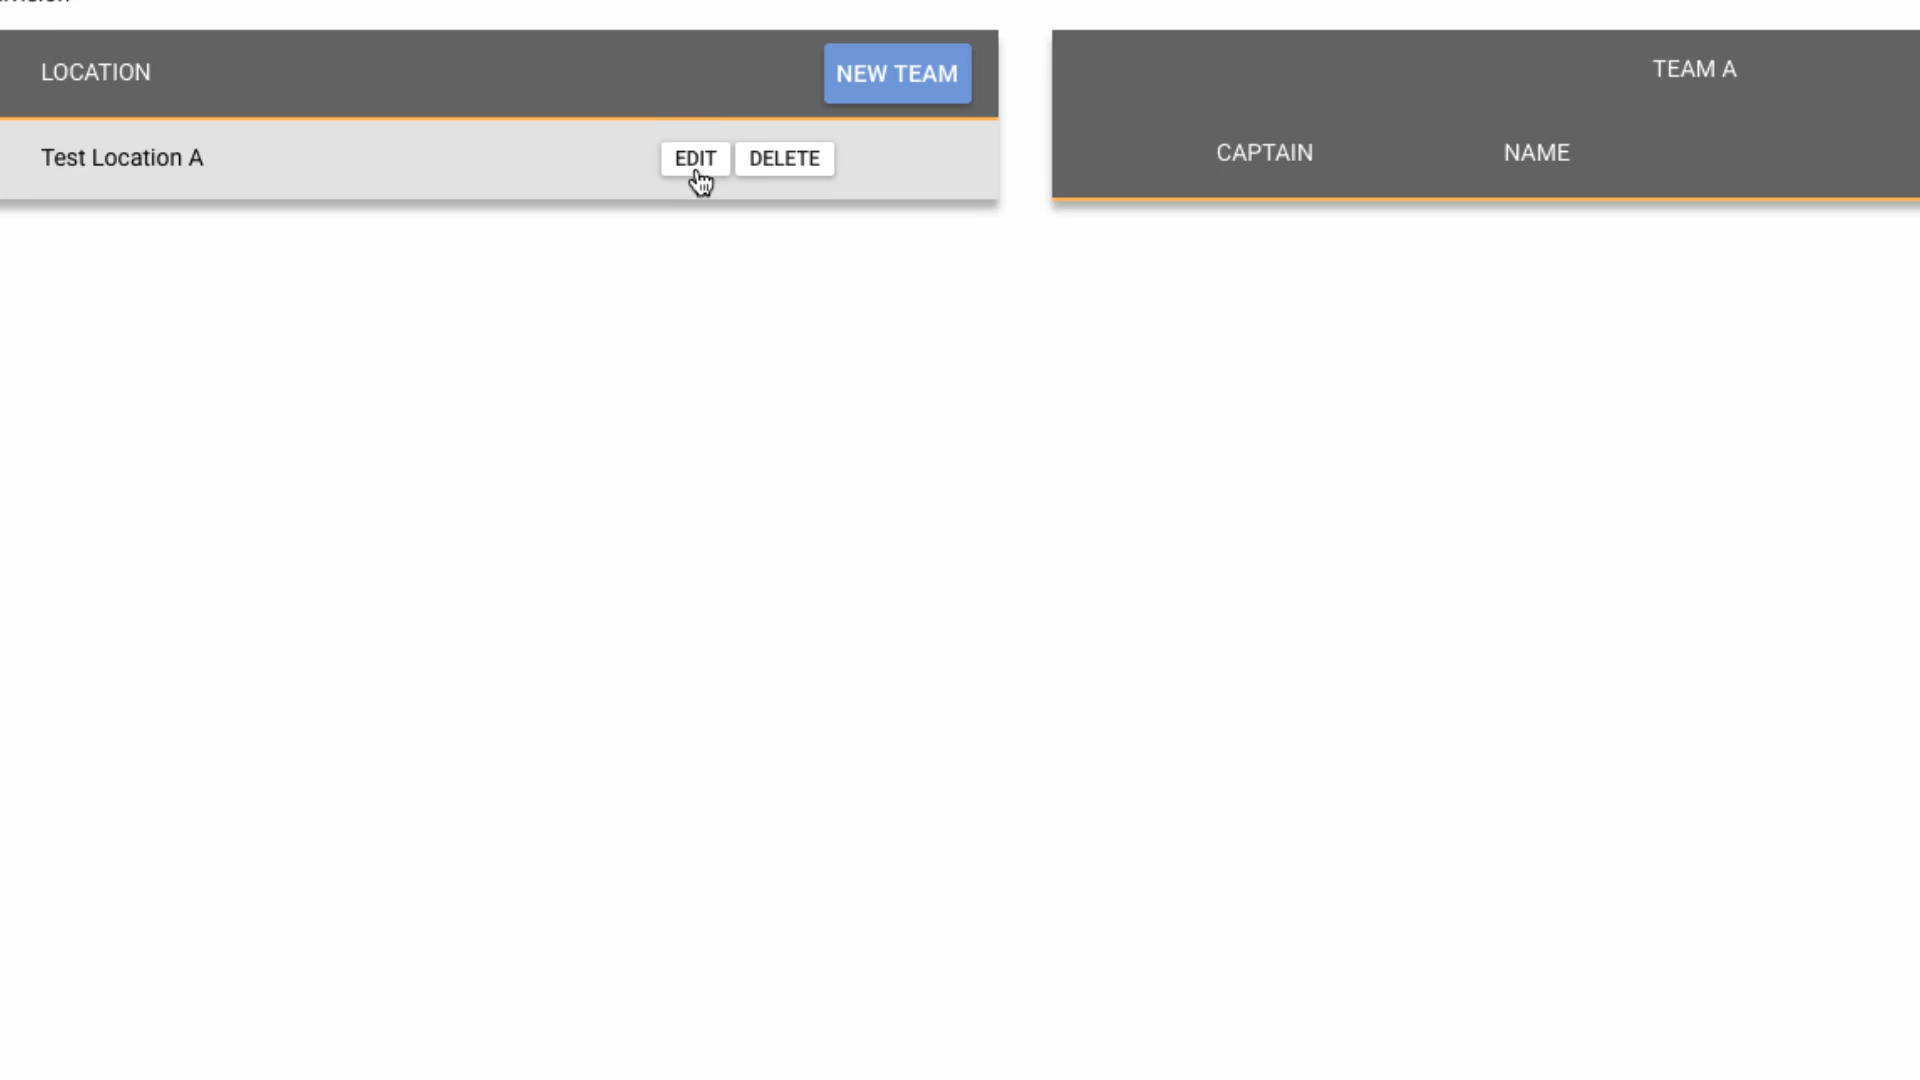 LOCATION
NEW TEAM
Test Location A
EDIT
DELETE
TEAM A
CAPTAIN
NAME